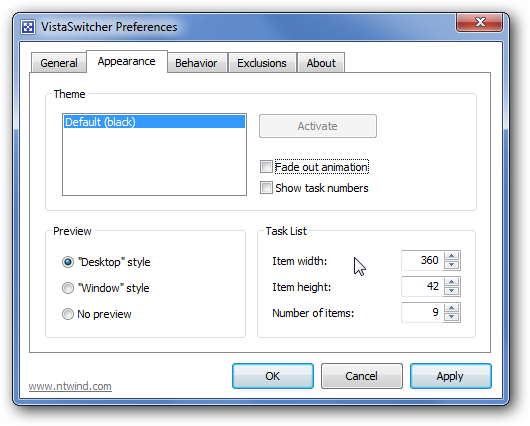 VistaSwitcher Preferences
General Appearance Behavior Exclusions About
Theme
Default (black)
Activate
Fade out animation
Show task numbers
Preview
"Desktop" style
"Window" style
No preview
Task List
Item width: 360
Item height: 42
Number of items: 9
www.ntwind.com
OK Cancel Apply